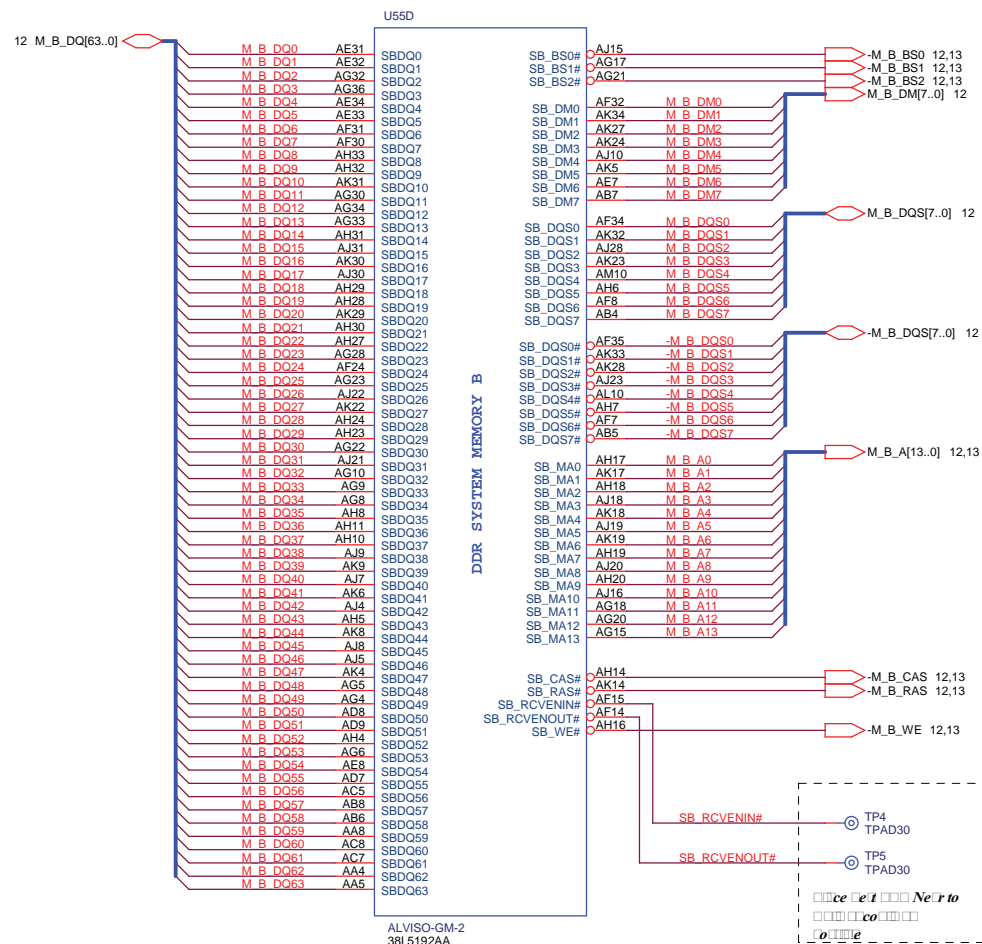 U55D
12 M_B_DQ[63..0]
M_B_DQ0 AE31 SBDQ0
M_B_DQ1 AE32 SBDQ1
M_B_DQ2 AG32 SBDQ2
M_B_DQ3 AG36 SBDQ3
M_B_DQ4 AE34 SBDQ4
M_B_DQ5 AE33 SBDQ5
M_B_DQ6 AF31 SBDQ6
M_B_DQ7 AF30 SBDQ7
M_B_DQ8 AH33 SBDQ8
M_B_DQ9 AH32 SBDQ9
M_B_DQ10 AK31 SBDQ10
M_B_DQ11 AG30 SBDQ11
M_B_DQ12 AG34 SBDQ12
M_B_DQ13 AG33 SBDQ13
M_B_DQ14 AH31 SBDQ14
M_B_DQ15 AJ31 SBDQ15
M_B_DQ16 AK30 SBDQ16
M_B_DQ17 AJ30 SBDQ17
M_B_DQ18 AH29 SBDQ18
M_B_DQ19 AH28 SBDQ19
M_B_DQ20 AK29 SBDQ20
M_B_DQ21 AH30 SBDQ21
M_B_DQ22 AH27 SBDQ22
M_B_DQ23 AG28 SBDQ23
M_B_DQ24 AF24 SBDQ24
M_B_DQ25 AG23 SBDQ25
M_B_DQ26 AJ22 SBDQ26
M_B_DQ27 AK22 SBDQ27
M_B_DQ28 AH24 SBDQ28
M_B_DQ29 AH23 SBDQ29
M_B_DQ30 AG22 SBDQ30
M_B_DQ31 AJ21 SBDQ31
M_B_DQ32 AG10 SBDQ32
M_B_DQ33 AG9 SBDQ33
M_B_DQ34 AG8 SBDQ34
M_B_DQ35 AH8 SBDQ35
M_B_DQ36 AH11 SBDQ36
M_B_DQ37 AH10 SBDQ37
M_B_DQ38 AJ9 SBDQ38
M_B_DQ39 AK9 SBDQ39
M_B_DQ40 AJ7 SBDQ40
M_B_DQ41 AK6 SBDQ41
M_B_DQ42 AJ4 SBDQ42
M_B_DQ43 AH5 SBDQ43
M_B_DQ44 AK8 SBDQ44
M_B_DQ45 AJ8 SBDQ45
M_B_DQ46 AJ5 SBDQ46
M_B_DQ47 AK4 SBDQ47
M_B_DQ48 AG5 SBDQ48
M_B_DQ49 AG4 SBDQ49
M_B_DQ50 AD8 SBDQ50
M_B_DQ51 AD9 SBDQ51
M_B_DQ52 AH4 SBDQ52
M_B_DQ53 AG6 SBDQ53
M_B_DQ54 AE8 SBDQ54
M_B_DQ55 AD7 SBDQ55
M_B_DQ56 AC5 SBDQ56
M_B_DQ57 AB8 SBDQ57
M_B_DQ58 AB6 SBDQ58
M_B_DQ59 AA8 SBDQ59
M_B_DQ60 AC8 SBDQ60
M_B_DQ61 AC7 SBDQ61
M_B_DQ62 AA4 SBDQ62
M_B_DQ63 AA5 SBDQ63
DDR SYSTEM MEMORY B
SB_BS0# AJ15 -M_B_BS0 12,13
SB_BS1# AG17 -M_B_BS1 12,13
SB_BS2# AG21 -M_B_BS2 12,13
M_B_DM[7..0] 12
SB_DM0 AF32 M_B_DM0
SB_DM1 AK34 M_B_DM1
SB_DM2 AK27 M_B_DM2
SB_DM3 AK24 M_B_DM3
SB_DM4 AJ10 M_B_DM4
SB_DM5 AK5 M_B_DM5
SB_DM6 AE7 M_B_DM6
SB_DM7 AB7 M_B_DM7
M_B_DQS[7..0] 12
SB_DQS0 AF34 M_B_DQS0
SB_DQS1 AK32 M_B_DQS1
SB_DQS2 AJ28 M_B_DQS2
SB_DQS3 AK23 M_B_DQS3
SB_DQS4 AM10 M_B_DQS4
SB_DQS5 AH6 M_B_DQS5
SB_DQS6 AF8 M_B_DQS6
SB_DQS7 AB4 M_B_DQS7
-M_B_DQS[7..0] 12
SB_DQS0# AF35 -M_B_DQS0
SB_DQS1# AK33 -M_B_DQS1
SB_DQS2# AK28 -M_B_DQS2
SB_DQS3# AJ23 -M_B_DQS3
SB_DQS4# AL10 -M_B_DQS4
SB_DQS5# AH7 -M_B_DQS5
SB_DQS6# AF7 -M_B_DQS6
SB_DQS7# AB5 -M_B_DQS7
M_B_A[13..0] 12,13
SB_MA0 AH17 M_B_A0
SB_MA1 AK17 M_B_A1
SB_MA2 AH18 M_B_A2
SB_MA3 AJ18 M_B_A3
SB_MA4 AK18 M_B_A4
SB_MA5 AJ19 M_B_A5
SB_MA6 AK19 M_B_A6
SB_MA7 AH19 M_B_A7
SB_MA8 AJ20 M_B_A8
SB_MA9 AH20 M_B_A9
SB_MA10 AJ16 M_B_A10
SB_MA11 AG18 M_B_A11
SB_MA12 AG20 M_B_A12
SB_MA13 AG15 M_B_A13
SB_CAS# AH14 -M_B_CAS 12,13
SB_RAS# AK14 -M_B_RAS 12,13
SB_RCVENIN# AF15
SB_RCVENOUT# AF14
SB_WE# AH16 -M_B_WE 12,13
SB_RCVENIN# TP4
TPAD30
SB_RCVENOUT# TP5
TPAD30
to
ALVISO-GM-2
38L5192AA